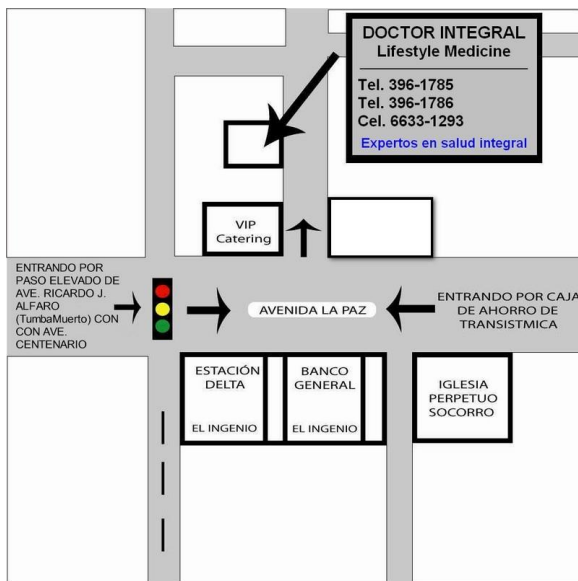 DOCTOR INTEGRAL
Lifestyle Medicine
Tel. 396-1785
Tel. 396-1786
Cel. 6633-1293
Expertos en salud integral
VIP
Catering
ENTRANDO POR
PASO ELEVADO DE
AVE. RICARDO J.
ALFARO
(TumbaMuerto) CON
CON AVE.
CENTENARIO
AVENIDA LA PAZ
ENTRANDO POR CAJA
DE AHORRO DE
TRANSISTMICA
ESTACIÓN
DELTA
EL INGENIO
BANCO
GENERAL
EL INGENIO
IGLESIA
PERPETUO
SOCORRO